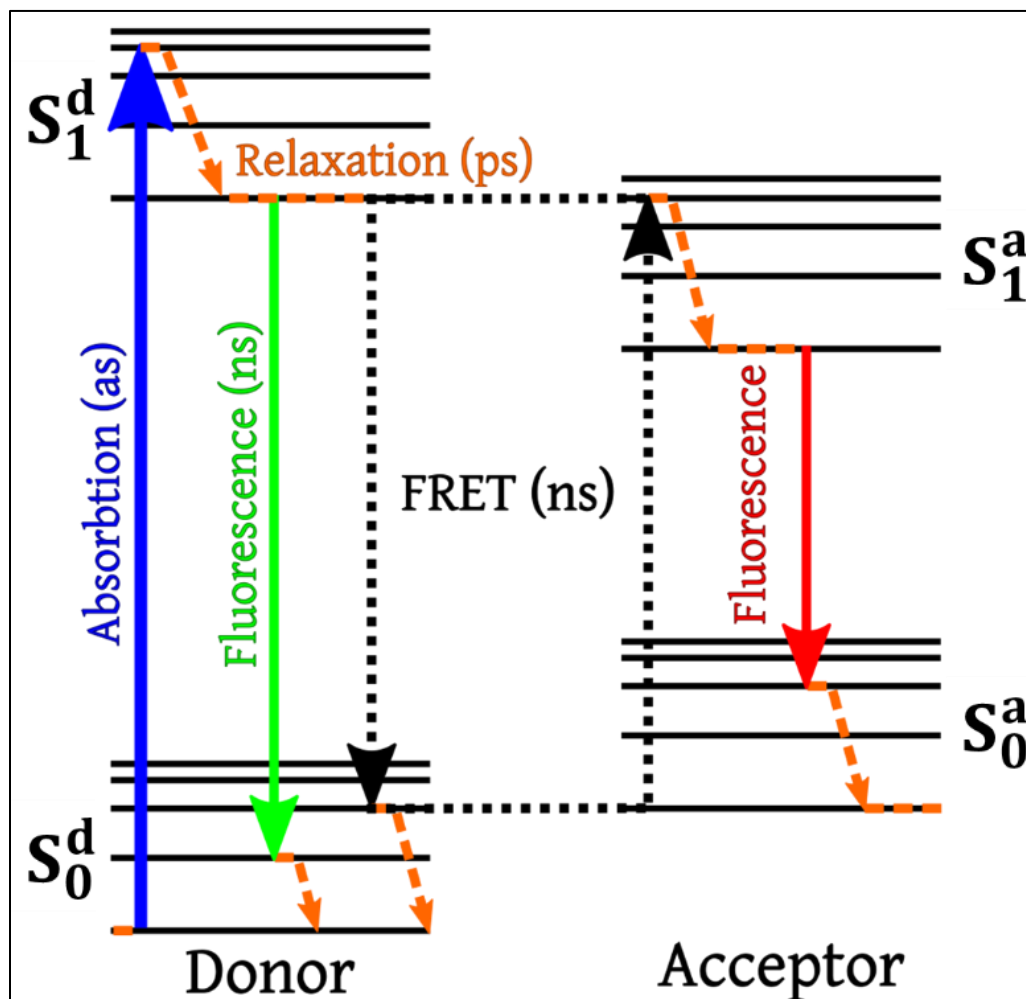 S₁ᵈ
Relaxation (ps)
S₁ᵃ
Absorbtion (as)
Fluorescence (ns)
FRET (ns)
Fluorescence
S₀ᵃ
S₀ᵈ
Donor
Acceptor